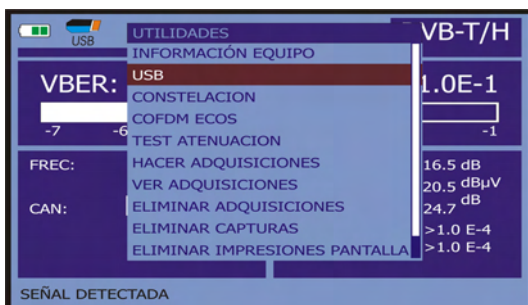 USB
UTILIDADES
VB-T/H
INFORMACIÓN EQUIPO
USB
CONSTELACION
COFDM ECOS
TEST ATENUACION
HACER ADQUISICIONES
VER ADQUISICIONES
ELIMINAR ADQUISICIONES
ELIMINAR CAPTURAS
ELIMINAR IMPRESIONES PANTALLA
VBER:
1.0E-1
-7 -6 -1
FREC:
16.5 dB
20.5 dBµV
CAN:
24.7 dB
>1.0 E-4
>1.0 E-4
SEÑAL DETECTADA